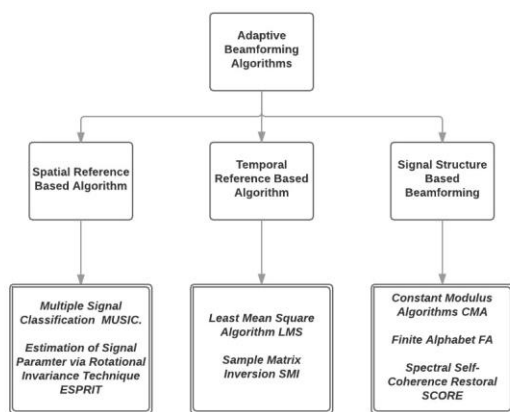 Adaptive
Beamforming
Algorithms
Spatial Reference
Based Algorithm
Temporal
Reference Based
Algorithm
Signal Structure
Based
Beamforming
Multiple Signal
Classification MUSIC.
Estimation of Signal
Paramter via Rotational
Invariance Technique
ESPRIT
Least Mean Square
Algorithm LMS
Sample Matrix
Inversion SMI
Constant Modulus
Algorithms CMA
Finite Alphabet FA
Spectral Self-
Coherence Restoral
SCORE